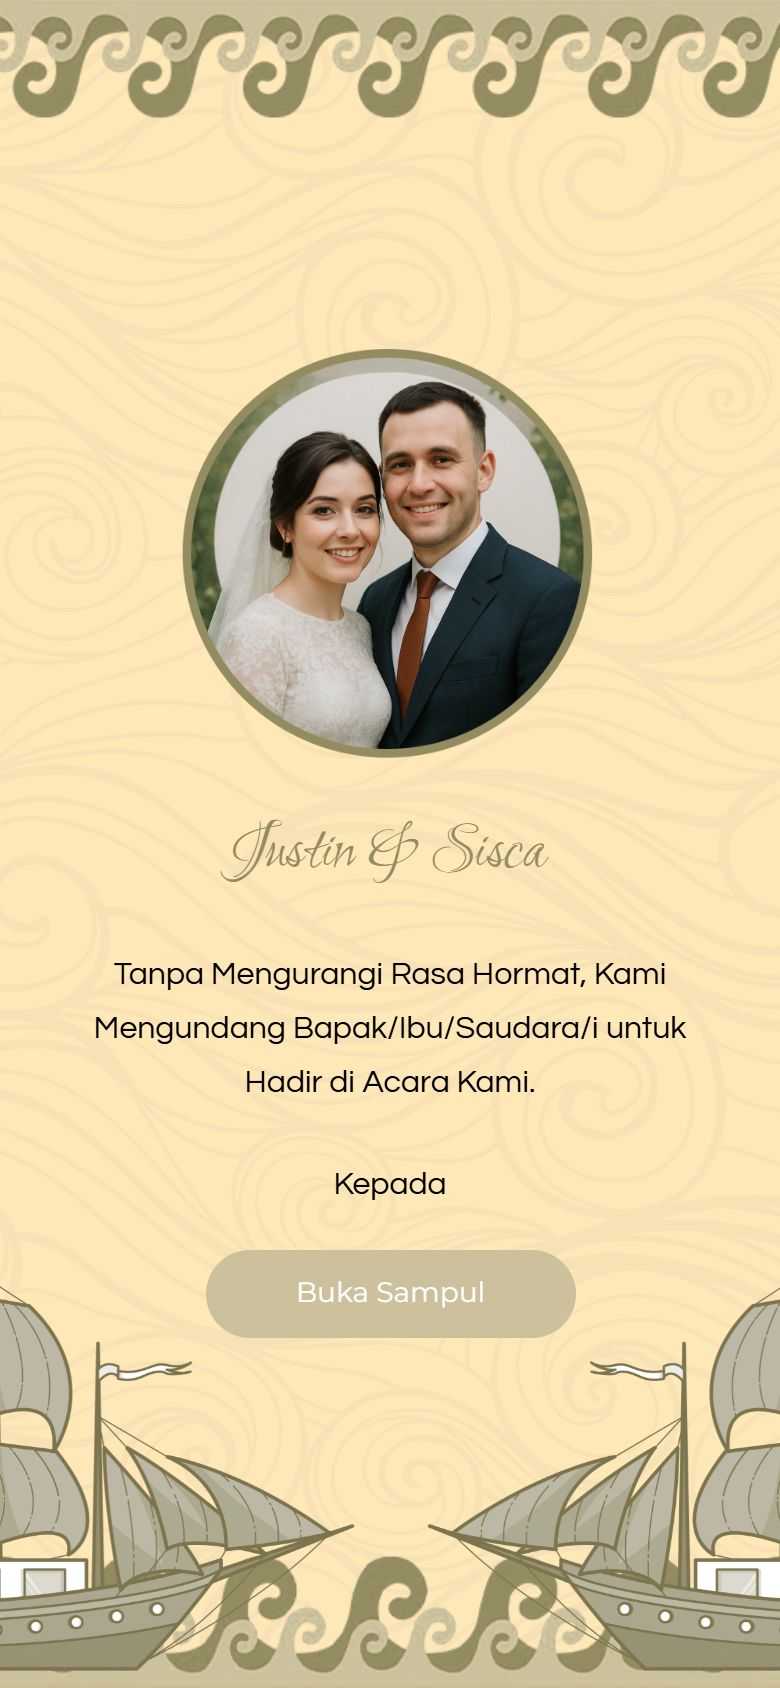 Justin & Sisca
Tanpa Mengurangi Rasa Hormat, Kami
Mengundang Bapak/Ibu/Saudara/i untuk
Hadir di Acara Kami.
Kepada
Buka Sampul